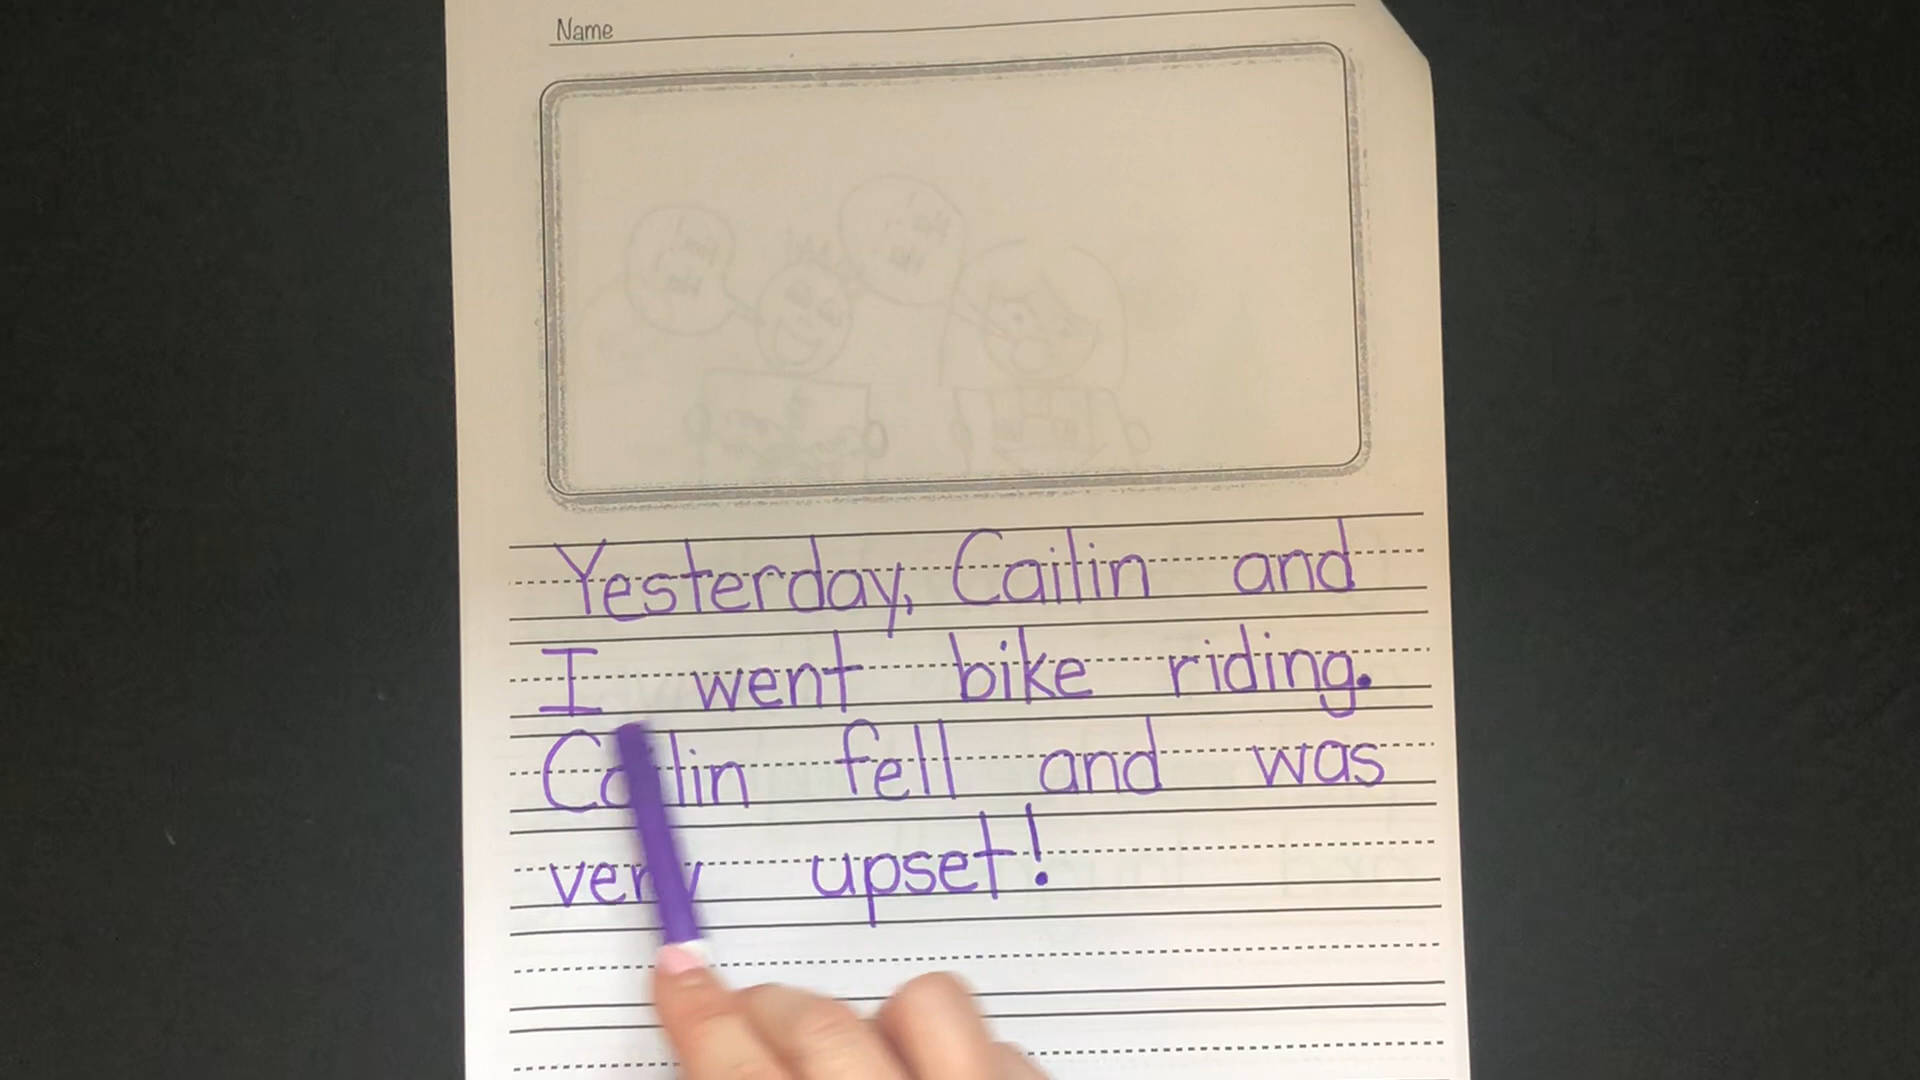 Name
Yesterday, Cailin and
I went bike riding.
Cailin fell and was
very upset!